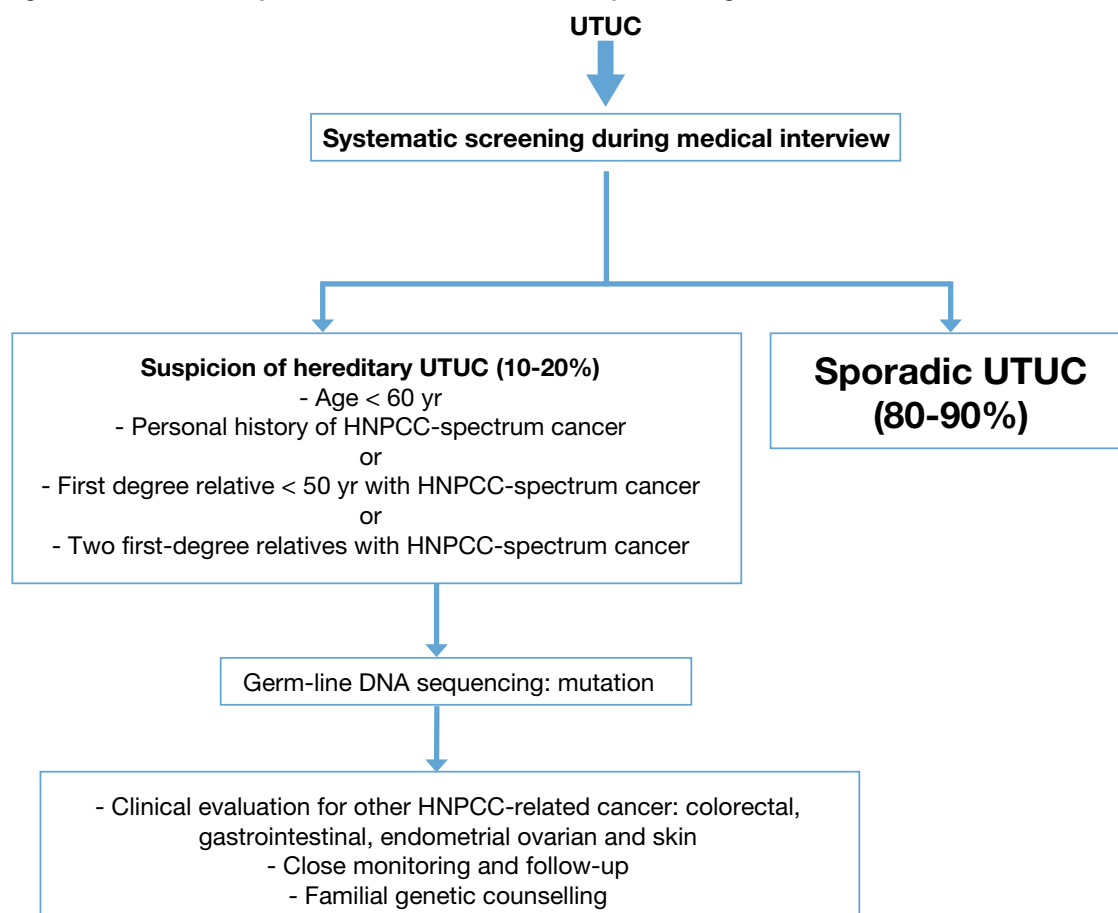 UTUC
Systematic screening during medical interview
Suspicion of hereditary UTUC (10-20%)
- Age < 60 yr
- Personal history of HNPCC-spectrum cancer
or
- First degree relative < 50 yr with HNPCC-spectrum cancer
or
- Two first-degree relatives with HNPCC-spectrum cancer
Sporadic UTUC
(80-90%)
Germ-line DNA sequencing: mutation
- Clinical evaluation for other HNPCC-related cancer: colorectal,
gastrointestinal, endometrial ovarian and skin
- Close monitoring and follow-up
- Familial genetic counselling